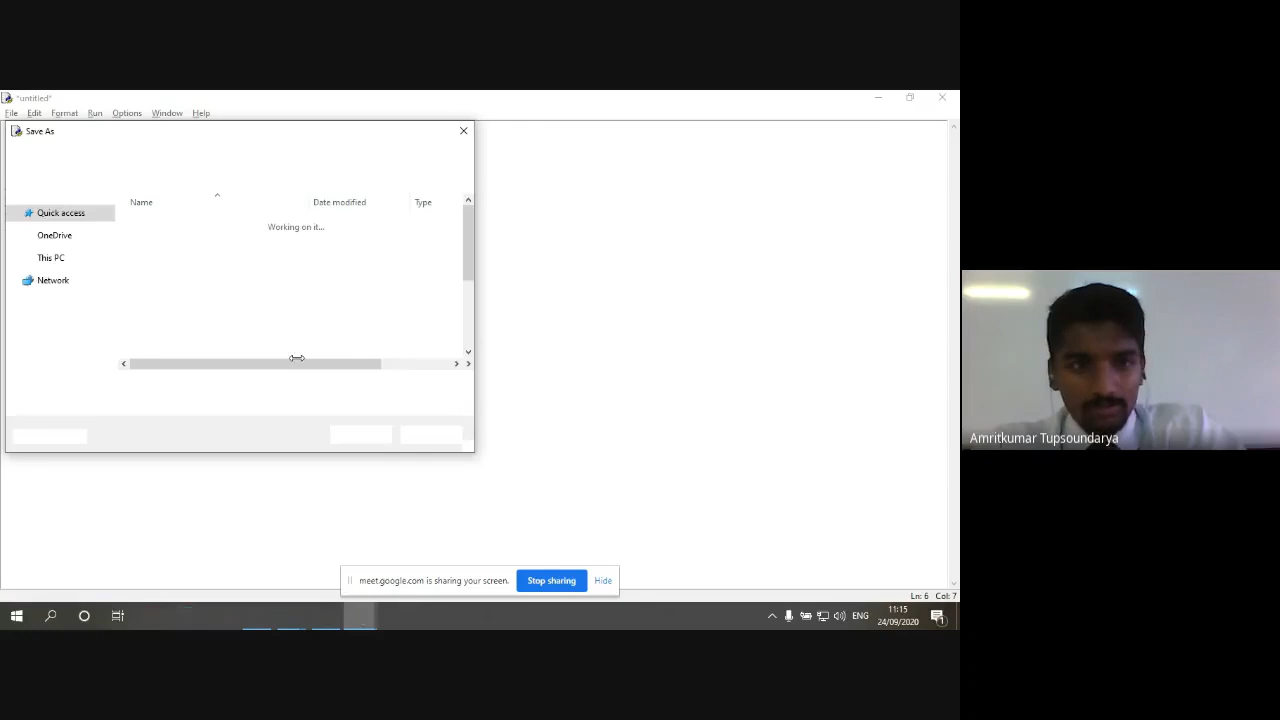 *untitled*
File Edit Format Run Options Window Help
Save As
Name Date modified Type
Quick access
Working on it...
OneDrive
This PC
Network
Amritkumar Tupsoundarya
meet.google.com is sharing your screen. Stop sharing Hide
Ln: 6 Col: 7
ENG
11:15
24/09/2020
1